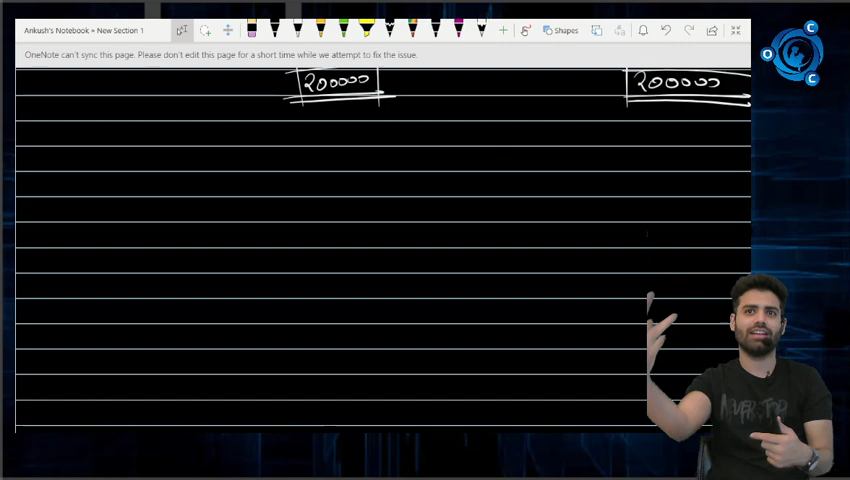 Ankush's Notebook » New Section 1
Shapes
OneNote can't sync this page. Please don't edit this page for a short time while we attempt to fix the issue.
200000 200000
O C C